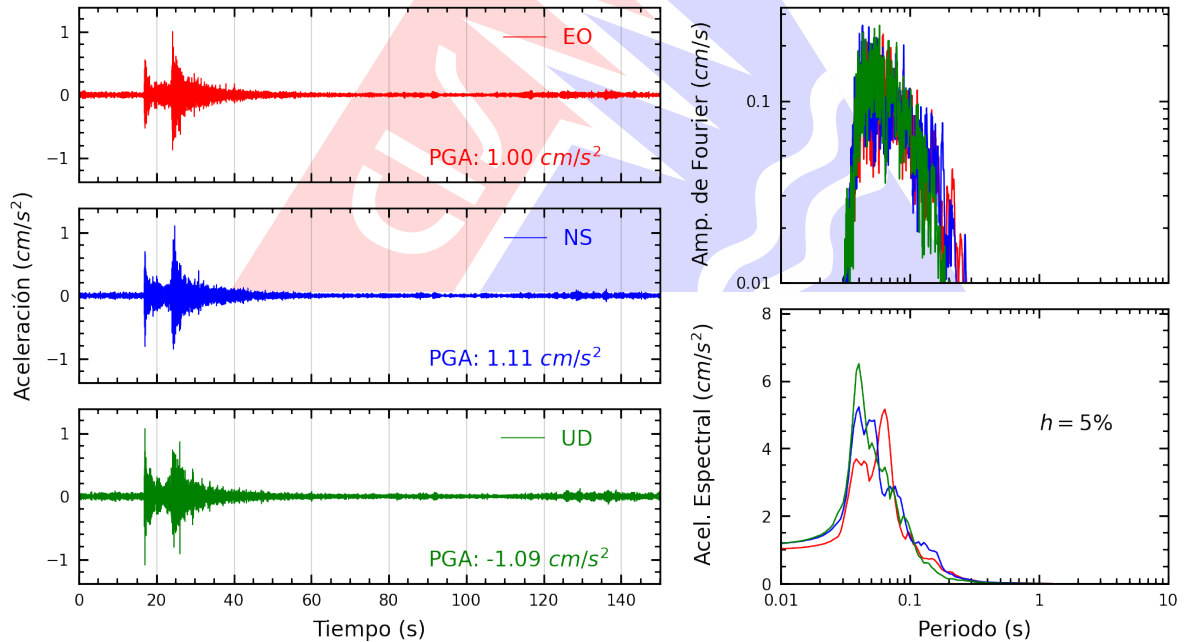 Aceleración (cm/s²)
1
0
−1
EO
PGA: 1.00 cm/s²
1
0
−1
NS
PGA: 1.11 cm/s²
1
0
−1
UD
PGA: -1.09 cm/s²
0 20 40 60 80 100 120 140
Tiempo (s)
Amp. de Fourier (cm/s)
0.1
0.01
Acel. Espectral (cm/s²)
8
6
4
2
0
h = 5%
0.01 0.1 1 10
Periodo (s)
CISMID